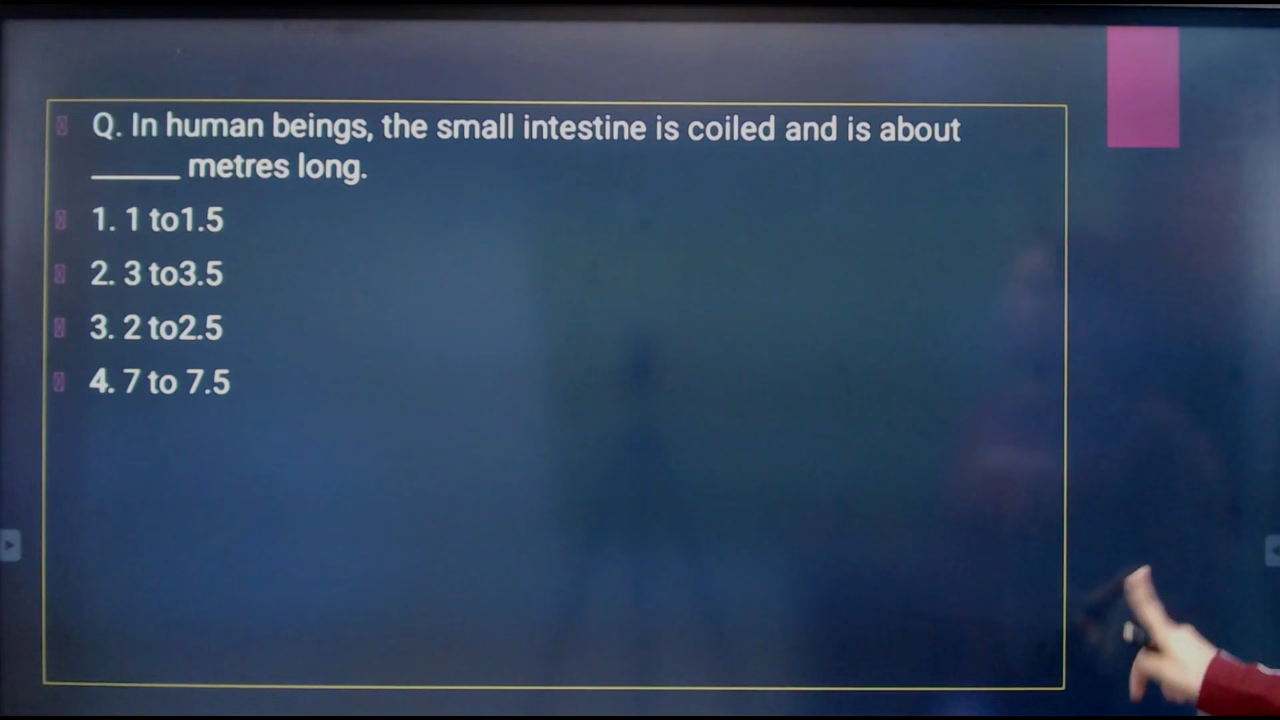 Q. In human beings, the small intestine is coiled and is about
______ metres long.
1. 1 to1.5
2. 3 to3.5
3. 2 to2.5
4. 7 to 7.5